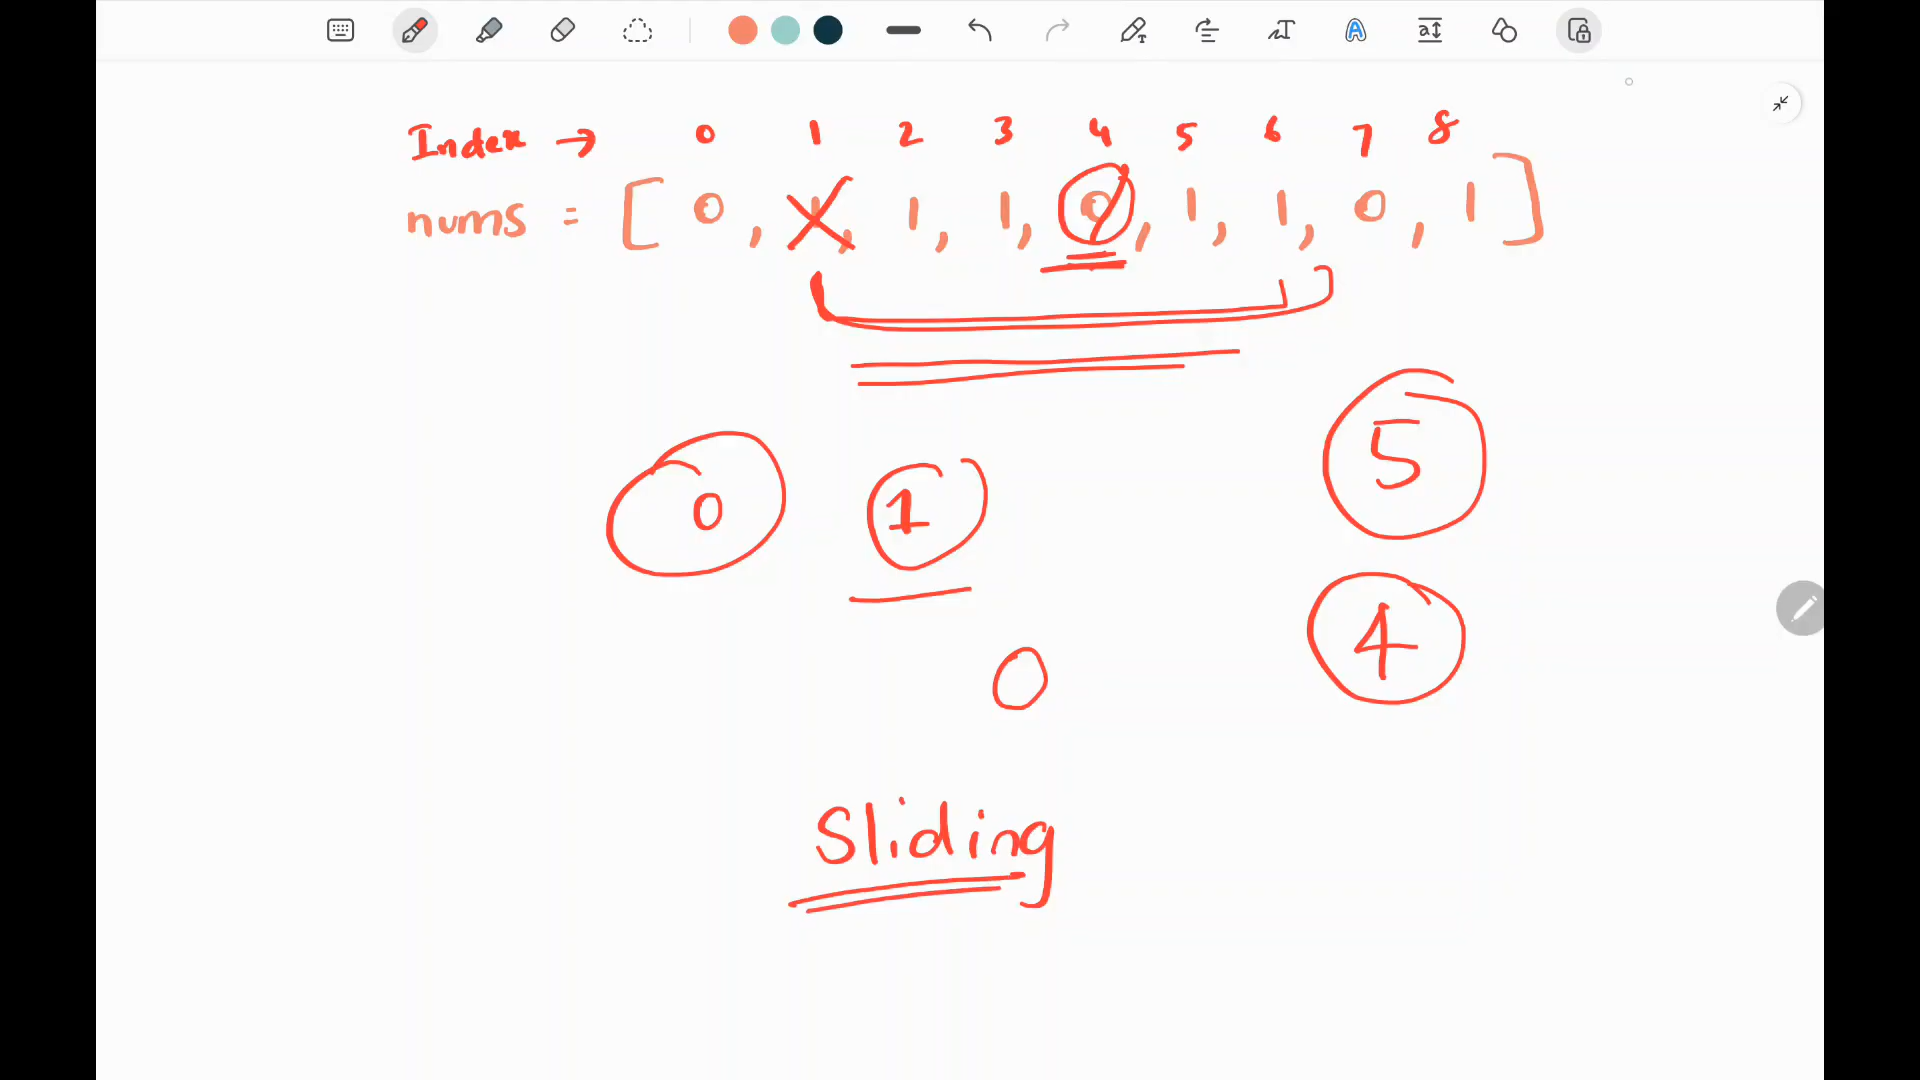 Index → 0 1 2 3 4 5 6 7 8
nums = [ 0, 1, 1, 1, 0, 1, 1, 0, 1 ]
5
0 1
4
0
Sliding